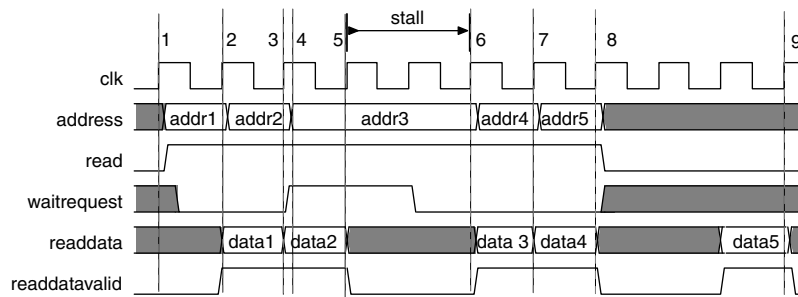 stall
1 2 3 4 5 6 7 8 9
clk
address addr1 addr2 addr3 addr4 addr5
read
waitrequest
readdata data1 data2 data 3 data4 data5
readdatavalid